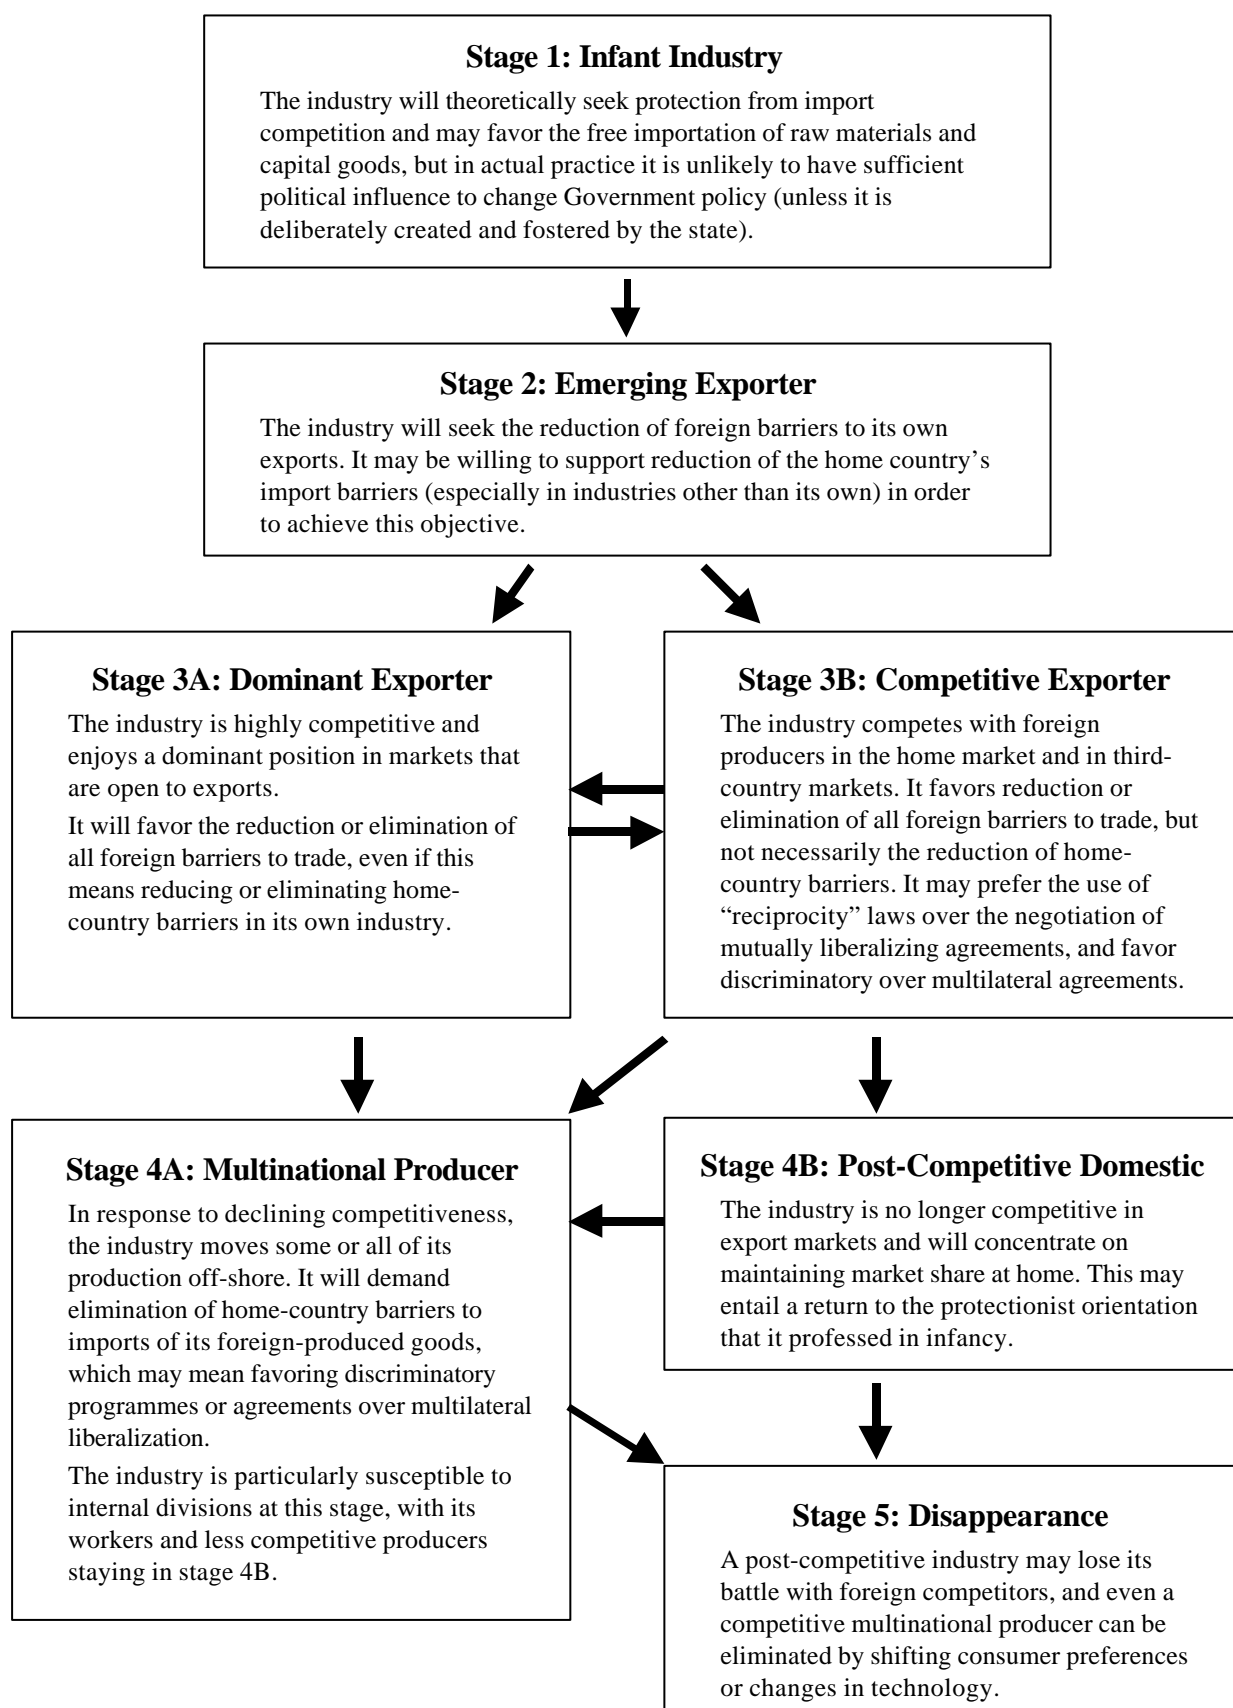 Stage 1: Infant Industry
The industry will theoretically seek protection from import
competition and may favor the free importation of raw materials and
capital goods, but in actual practice it is unlikely to have sufficient
political influence to change Government policy (unless it is
deliberately created and fostered by the state).
Stage 2: Emerging Exporter
The industry will seek the reduction of foreign barriers to its own
exports. It may be willing to support reduction of the home country’s
import barriers (especially in industries other than its own) in order
to achieve this objective.
Stage 3A: Dominant Exporter
The industry is highly competitive and
enjoys a dominant position in markets that
are open to exports.
It will favor the reduction or elimination of
all foreign barriers to trade, even if this
means reducing or eliminating home-
country barriers in its own industry.
Stage 3B: Competitive Exporter
The industry competes with foreign
producers in the home market and in third-
country markets. It favors reduction or
elimination of all foreign barriers to trade, but
not necessarily the reduction of home-
country barriers. It may prefer the use of
“reciprocity” laws over the negotiation of
mutually liberalizing agreements, and favor
discriminatory over multilateral agreements.
Stage 4A: Multinational Producer
In response to declining competitiveness,
the industry moves some or all of its
production off-shore. It will demand
elimination of home-country barriers to
imports of its foreign-produced goods,
which may mean favoring discriminatory
programmes or agreements over multilateral
liberalization.
The industry is particularly susceptible to
internal divisions at this stage, with its
workers and less competitive producers
staying in stage 4B.
Stage 4B: Post-Competitive Domestic
The industry is no longer competitive in
export markets and will concentrate on
maintaining market share at home. This may
entail a return to the protectionist orientation
that it professed in infancy.
Stage 5: Disappearance
A post-competitive industry may lose its
battle with foreign competitors, and even a
competitive multinational producer can be
eliminated by shifting consumer preferences
or changes in technology.